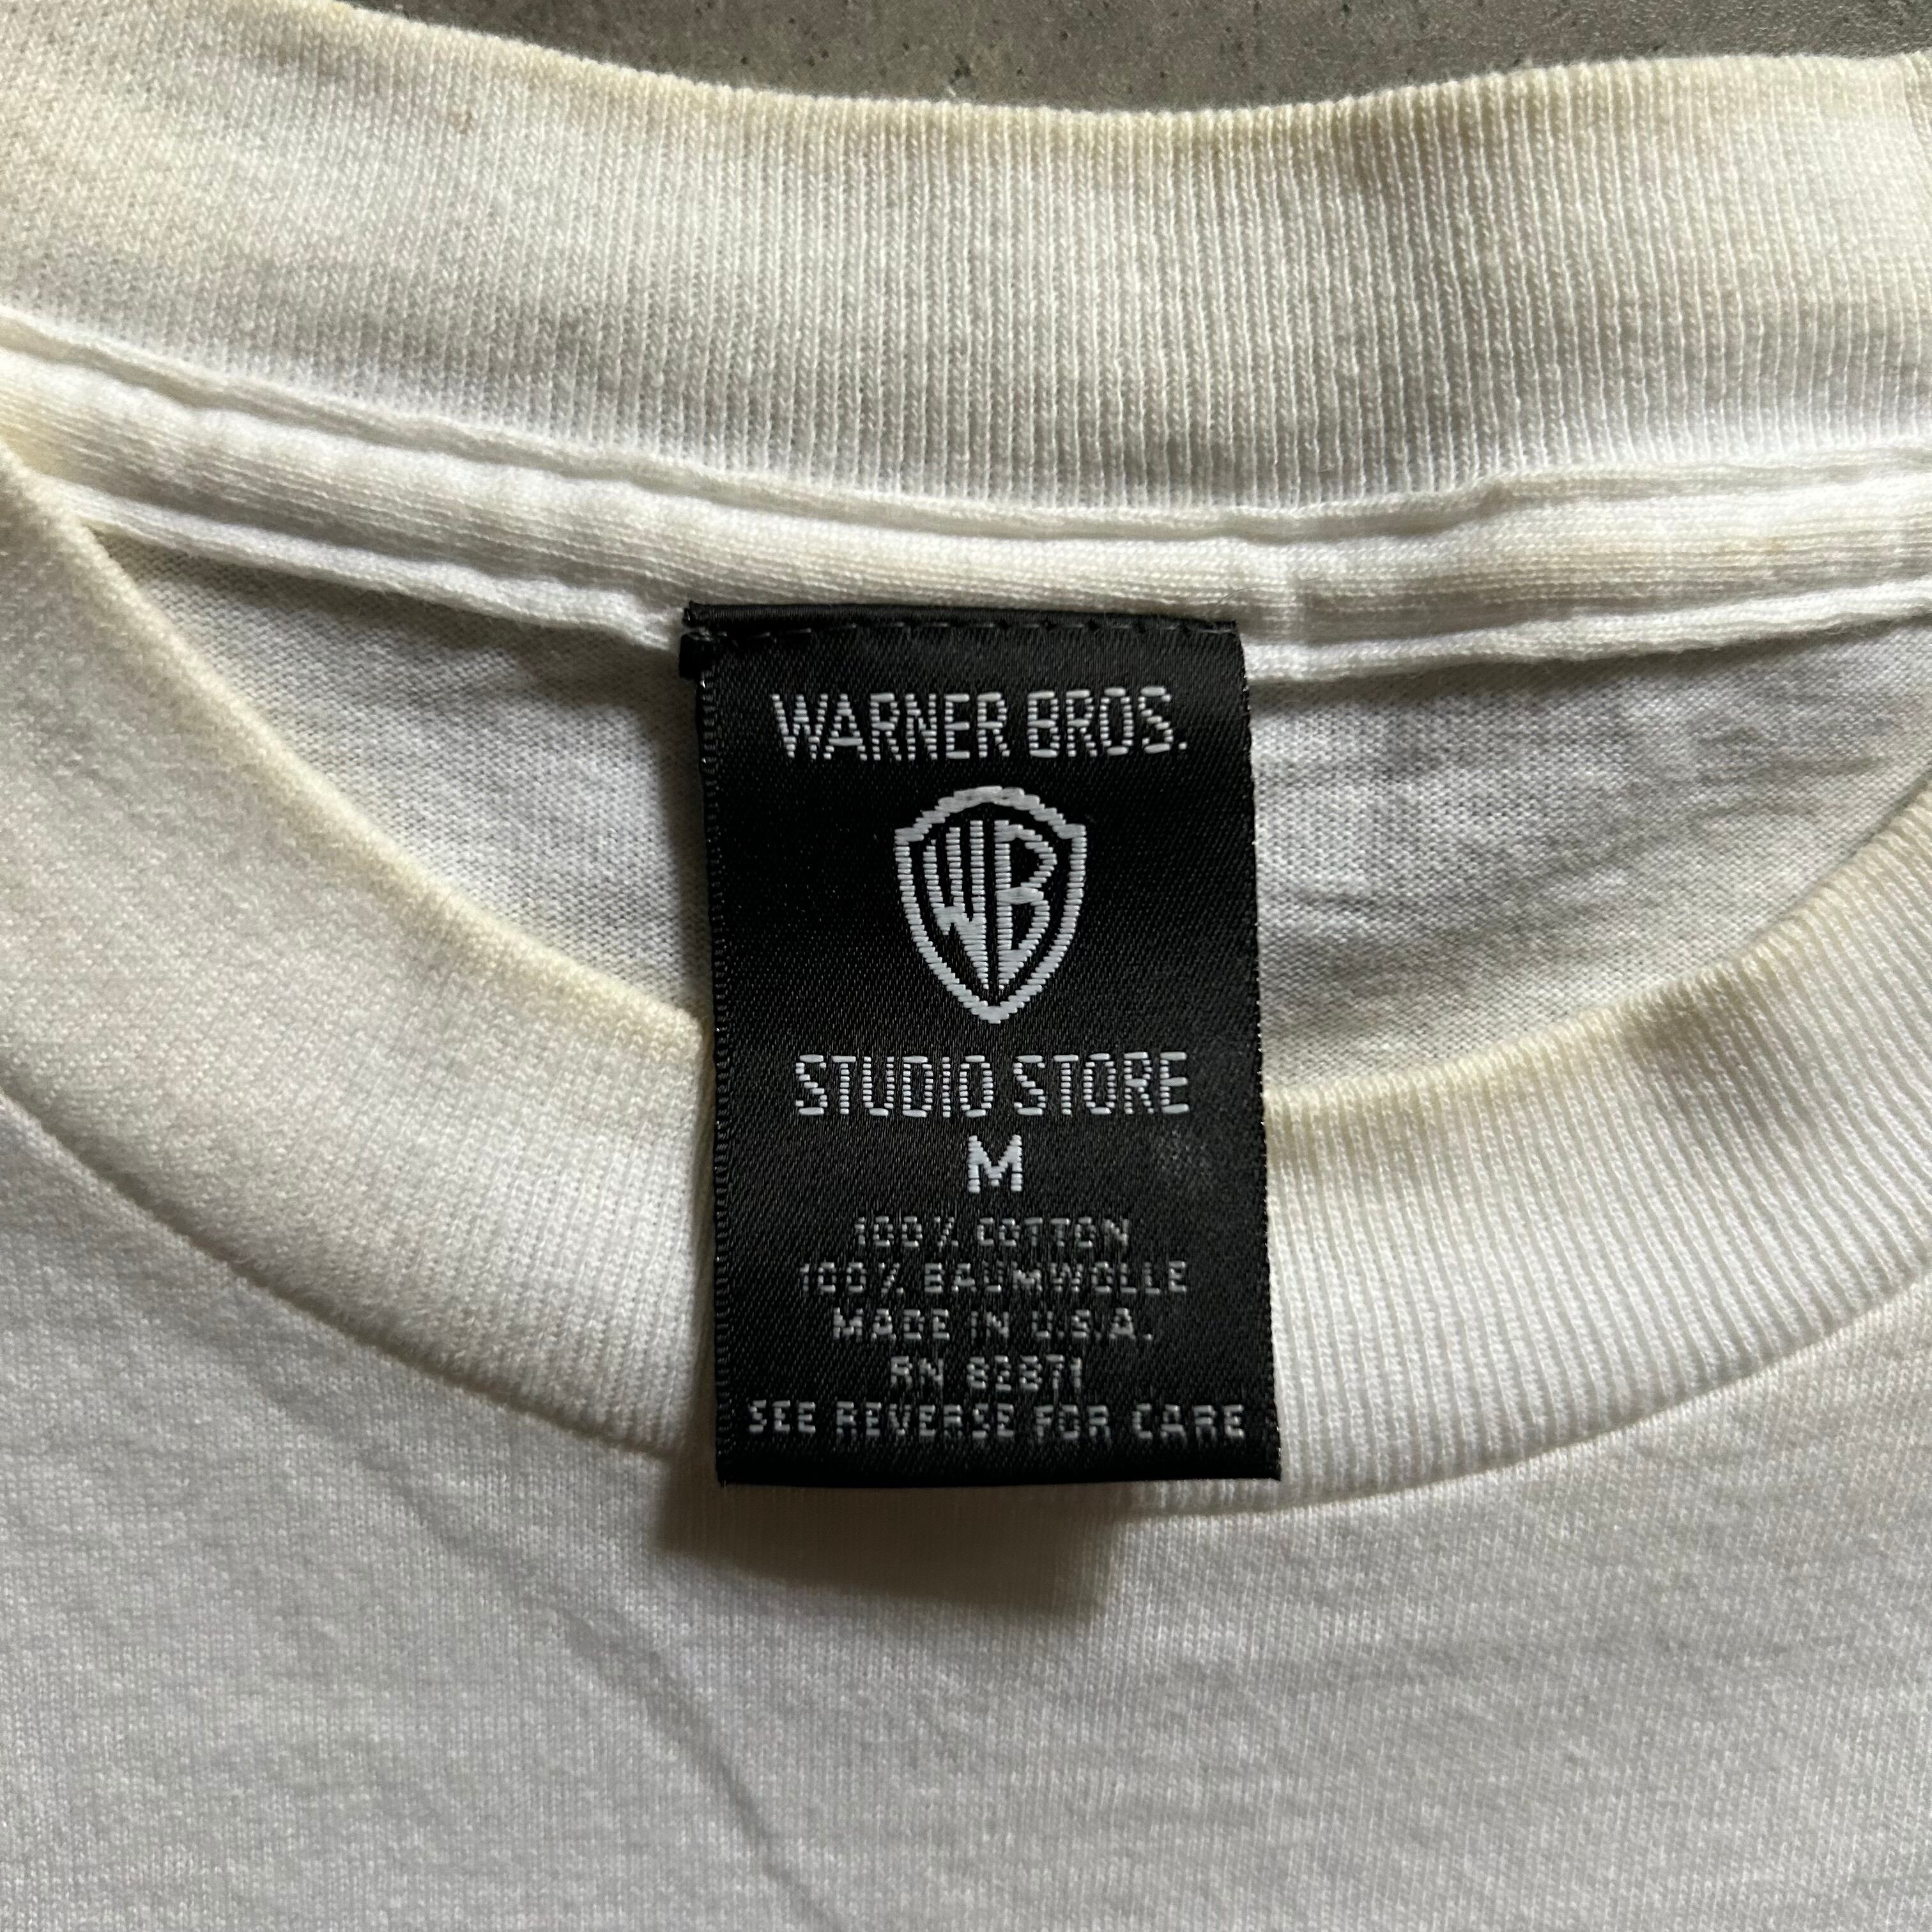 WARNER BROS.
WB
STUDIO STORE
M
100% COTTON
100% BAUMWOLLE
MADE IN U.S.A.
RN 82871
SEE REVERSE FOR CARE